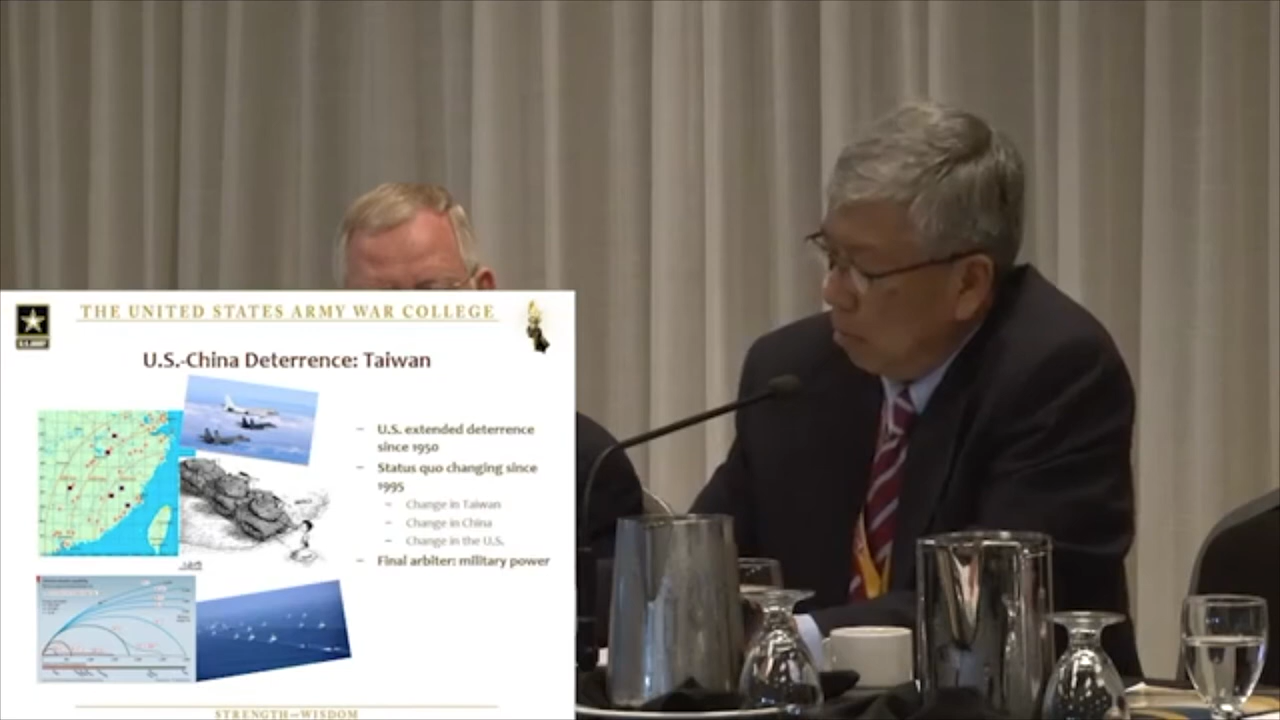 THE UNITED STATES ARMY WAR COLLEGE
U.S. ARMY
U.S.-China Deterrence: Taiwan
– U.S. extended deterrence
since 1950
– Status quo changing since
1995
– Change in Taiwan
– Change in China
– Change in the U.S.
– Final arbiter: military power
STRENGTH—WISDOM